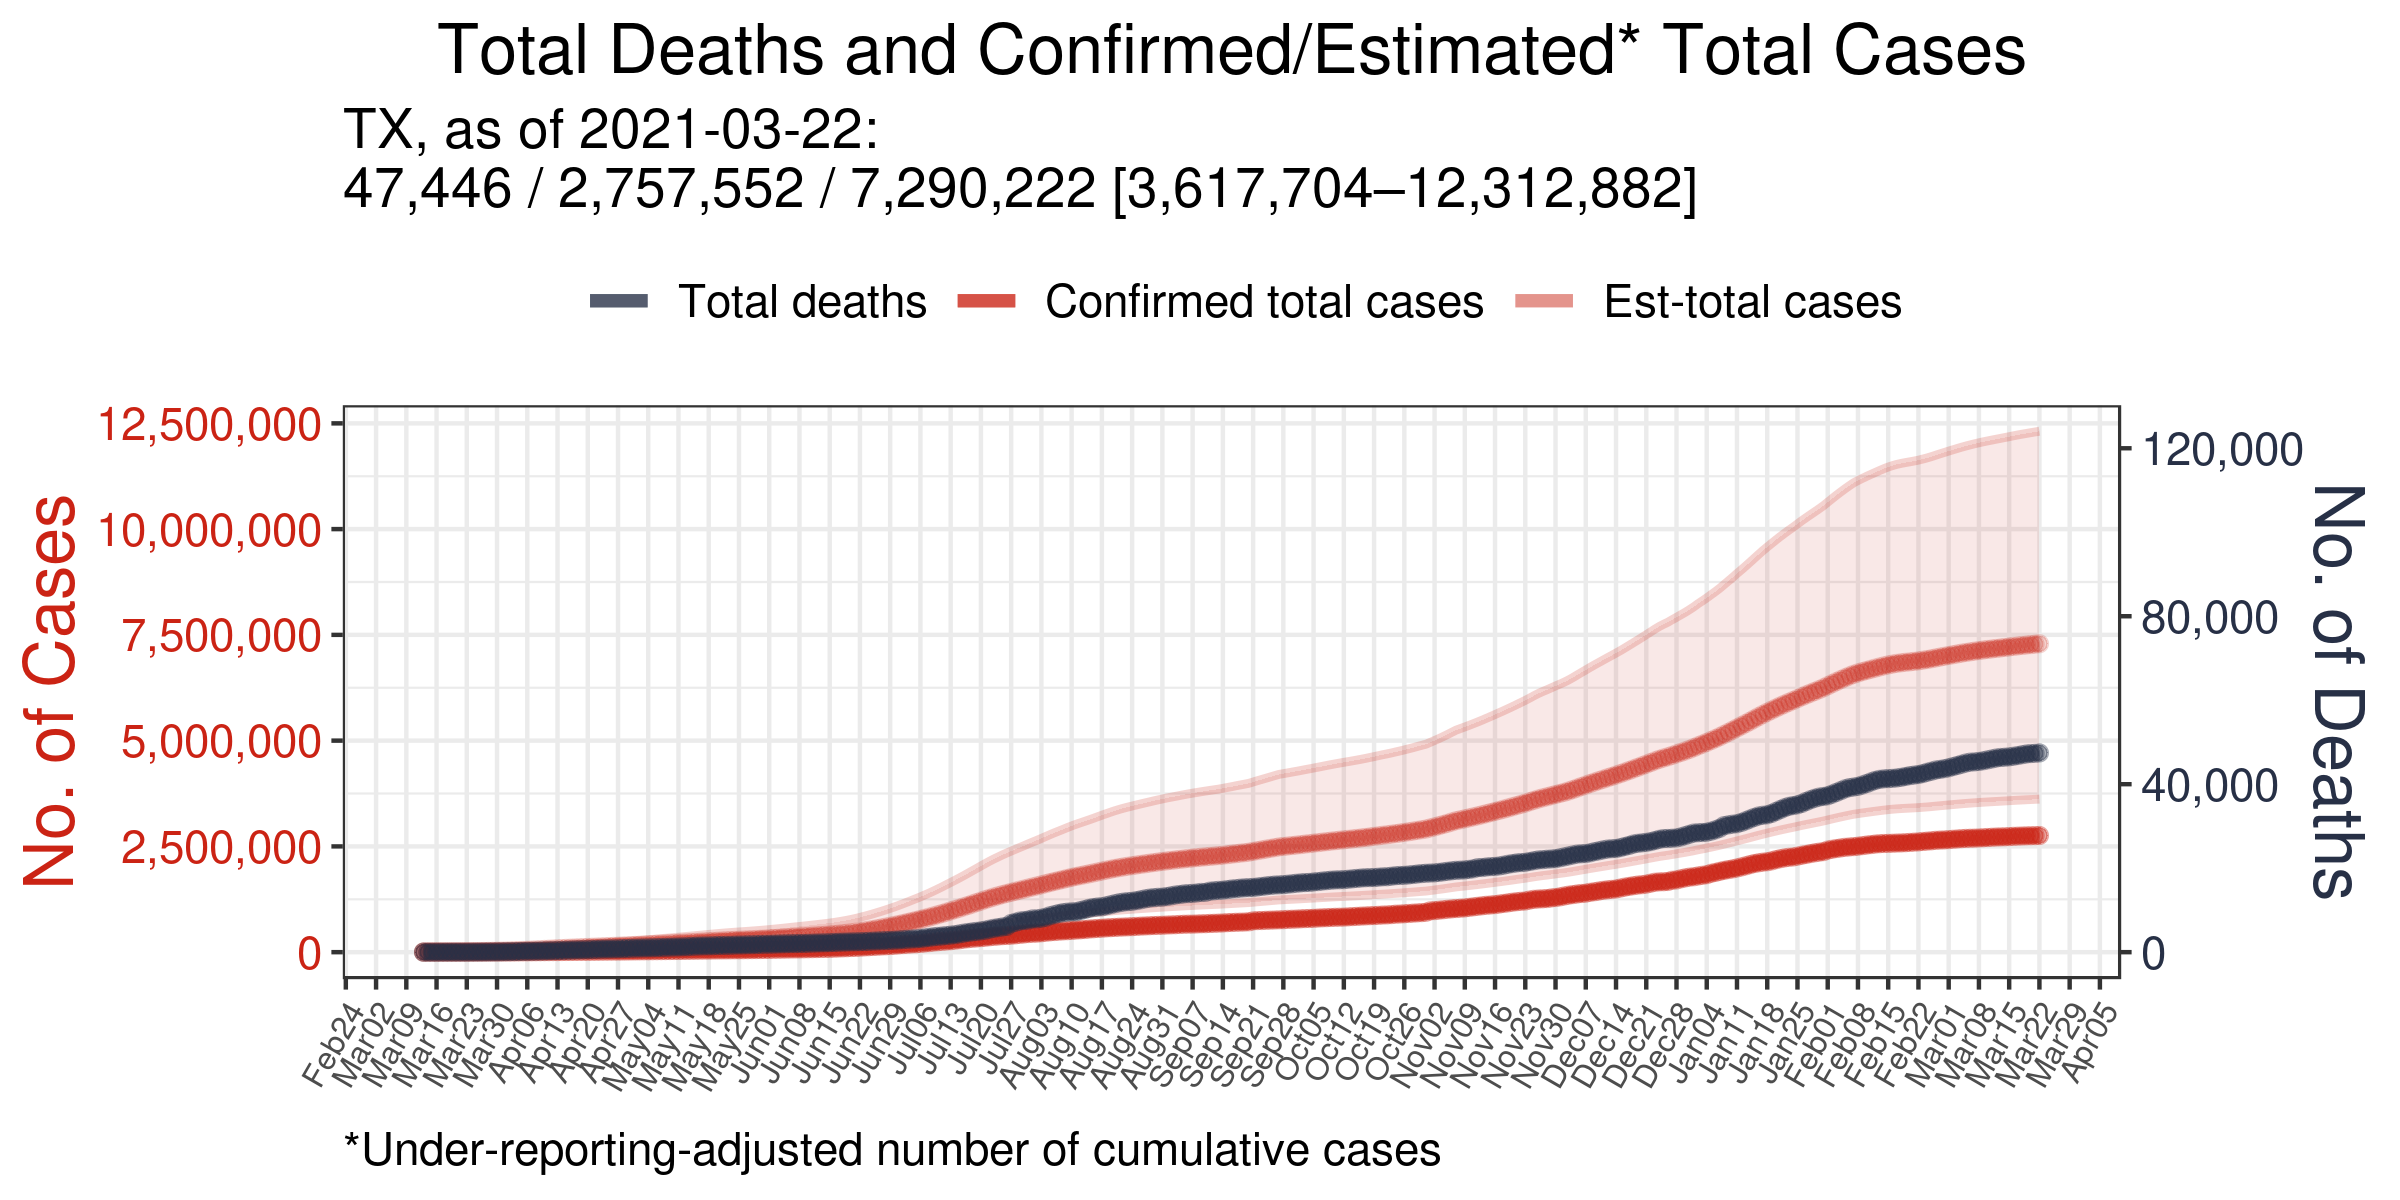 Total Deaths and Confirmed/Estimated* Total Cases
TX, as of 2021-03-22:
47,446 / 2,757,552 / 7,290,222 [3,617,704–12,312,882]
Total deaths
Confirmed total cases
Est-total cases
No. of Cases
12,500,000
10,000,000
7,500,000
5,000,000
2,500,000
0
120,000
80,000
40,000
0
No. of Deaths
Feb24
Mar02
Mar09
Mar16
Mar23
Mar30
Apr06
Apr13
Apr20
Apr27
May04
May11
May18
May25
Jun01
Jun08
Jun15
Jun22
Jun29
Jul06
Jul13
Jul20
Jul27
Aug03
Aug10
Aug17
Aug24
Aug31
Sep07
Sep14
Sep21
Sep28
Oct05
Oct12
Oct19
Oct26
Nov02
Nov09
Nov16
Nov23
Nov30
Dec07
Dec14
Dec21
Dec28
Jan04
Jan11
Jan18
Jan25
Feb01
Feb08
Feb15
Feb22
Mar01
Mar08
Mar15
Mar22
Mar29
Apr05
*Under-reporting-adjusted number of cumulative cases